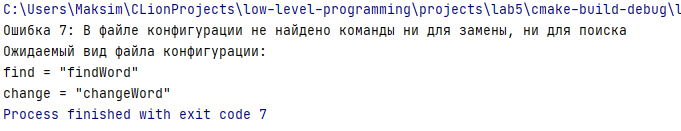 C:\Users\Maksim\CLionProjects\low-level-programming\projects\lab5\cmake-build-debug\l
Ошибка 7: В файле конфигурации не найдено команды ни для замены, ни для поиска
Ожидаемый вид файла конфигурации:
find = "findWord"
change = "changeWord"
Process finished with exit code 7